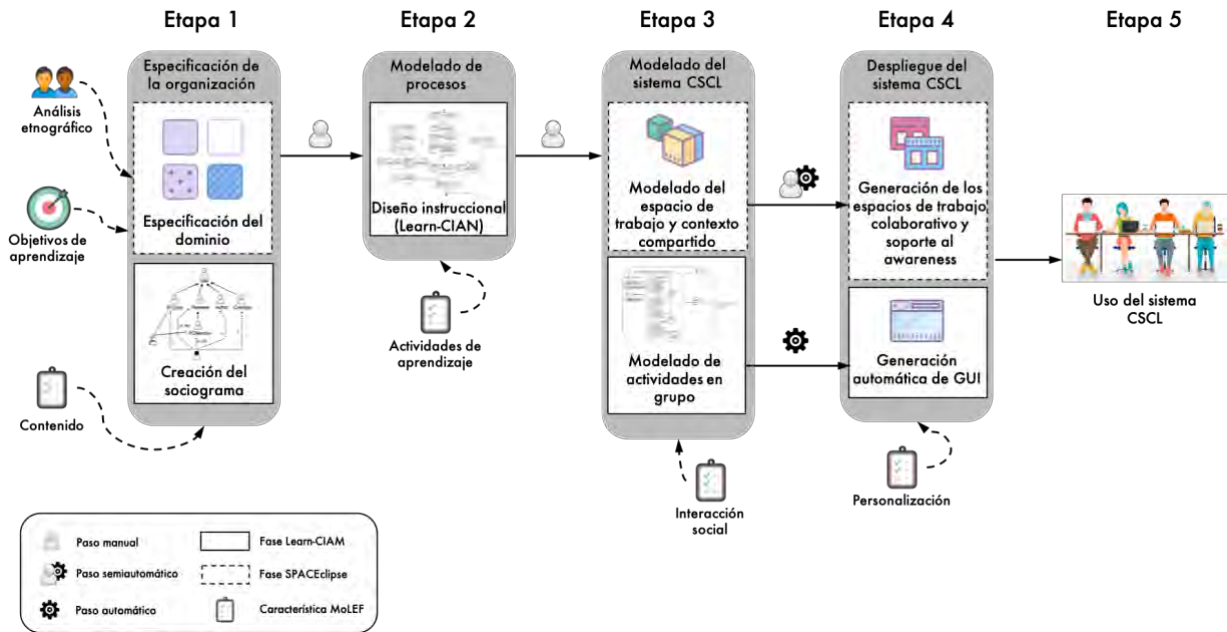 Etapa 1
Etapa 2
Etapa 3
Etapa 4
Etapa 5
Análisis
etnográfico
Objetivos de
aprendizaje
Contenido
Especificación de
la organización
Especificación del
dominio
Creación del
sociograma
Modelado de
procesos
Diseño instruccional
(Learn-CIAN)
Actividades de
aprendizaje
Modelado del
sistema CSCL
Modelado del
espacio de
trabajo y contexto
compartido
Modelado de
actividades en
grupo
Interacción
social
Despliegue del
sistema CSCL
Generación de los
espacios de trabajo
colaborativo y
soporte al
awareness
Generación
automática de GUI
Personalización
Uso del sistema
CSCL
Paso manual
Fase Learn-CIAM
Paso semiautomático
Fase SPACEclipse
Paso automático
Característica MoLEF